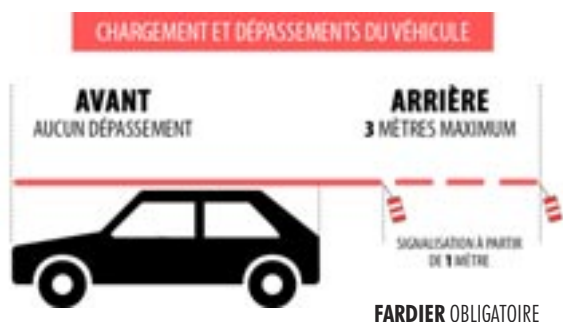 CHARGEMENT ET DÉPASSEMENTS DU VÉHICULE
AVANT
AUCUN DÉPASSEMENT
ARRIÈRE
3 MÈTRES MAXIMUM
SIGNALISATION À PARTIR
DE 1 MÈTRE
FARDIER OBLIGATOIRE